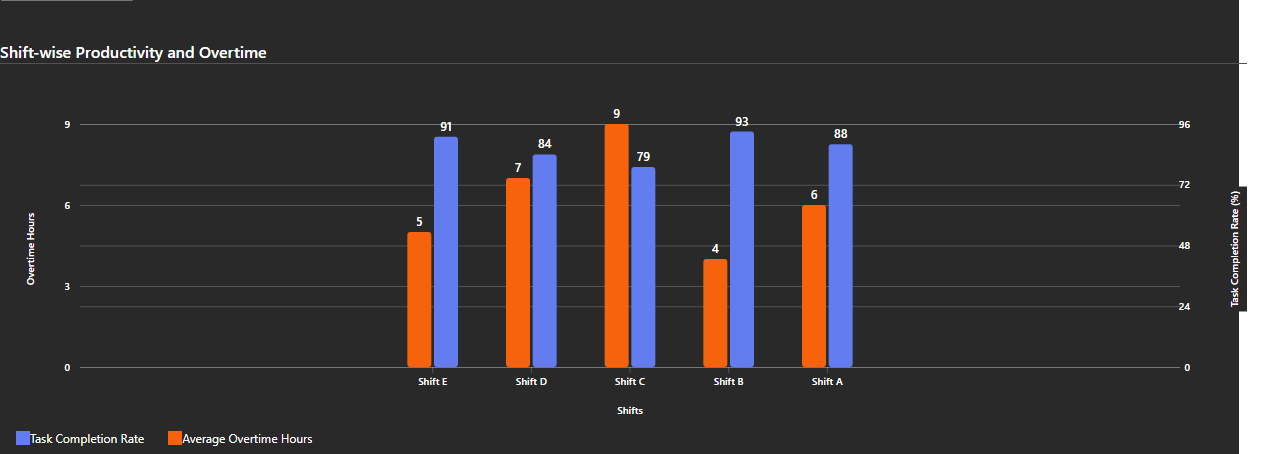 Shift-wise Productivity and Overtime
9
6
3
0
Overtime Hours
5
91
7
84
9
79
4
93
6
88
96
72
48
24
0
Task Completion Rate (%)
Shift E
Shift D
Shift C
Shift B
Shift A
Shifts
Task Completion Rate
Average Overtime Hours